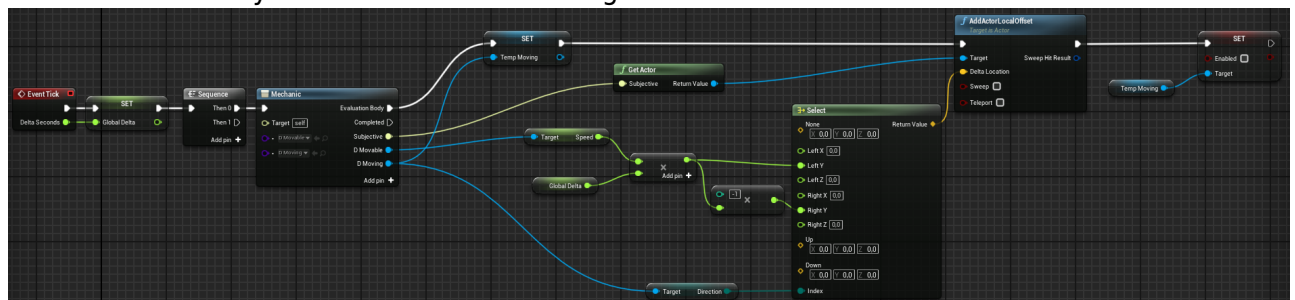 Event Tick
Delta Seconds
SET
Global Delta
Sequence
Then 0
Then 1
Add pin +
Mechanic
Evaluation Body
Target self
Completed
Subjective
D Movable
D Movable
D Moving
D Moving
Add pin +
SET
Temp Moving
f Get Actor
Subjective Return Value
Target Speed
Global Delta
×
Add pin +
-1
×
Target Direction
Select
None
Return Value
X 0,0 Y 0,0 Z 0,0
Left X 0,0
Left Y
Left Z 0,0
Right X 0,0
Right Y
Right Z 0,0
Up
X 0,0 Y 0,0 Z 0,0
Down
X 0,0 Y 0,0 Z 0,0
Index
f AddActorLocalOffset
Target is Actor
Target Sweep Hit Result
Delta Location
Sweep
Teleport
Temp Moving
SET
Enabled
Target